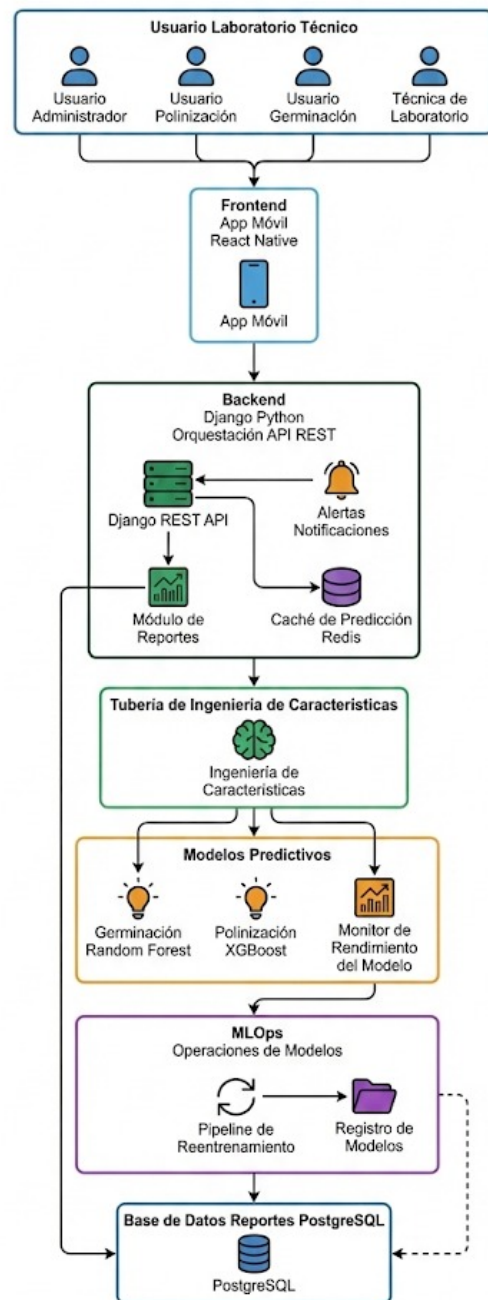 Usuario Laboratorio Técnico
Usuario
Administrador
Usuario
Polinización
Usuario
Germinación
Técnica de
Laboratorio
Frontend
App Móvil
React Native
App Móvil
Backend
Django Python
Orquestación API REST
Django REST API
Alertas
Notificaciones
Módulo de
Reportes
Caché de Predicción
Redis
Tubería de Ingeniería de Características
Ingeniería de
Características
Modelos Predictivos
Germinación
Random Forest
Polinización
XGBoost
Monitor de
Rendimiento
del Modelo
MLOps
Operaciones de Modelos
Pipeline de
Reentrenamiento
Registro de
Modelos
Base de Datos Reportes PostgreSQL
PostgreSQL